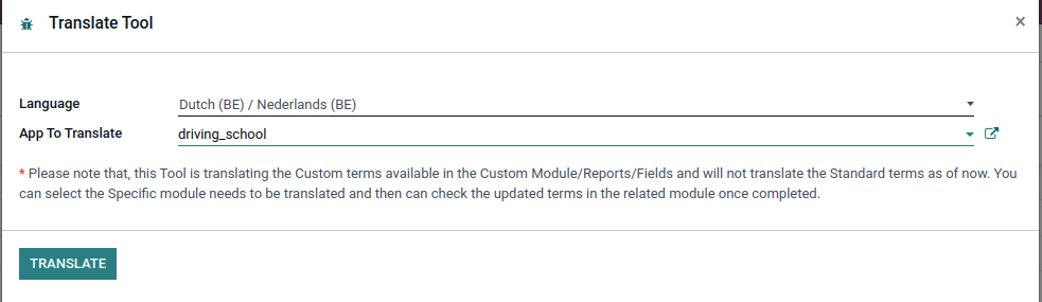 Translate Tool
×
Language Dutch (BE) / Nederlands (BE)
App To Translate driving_school
* Please note that, this Tool is translating the Custom terms available in the Custom Module/Reports/Fields and will not translate the Standard terms as of now. You
can select the Specific module needs to be translated and then can check the updated terms in the related module once completed.
TRANSLATE